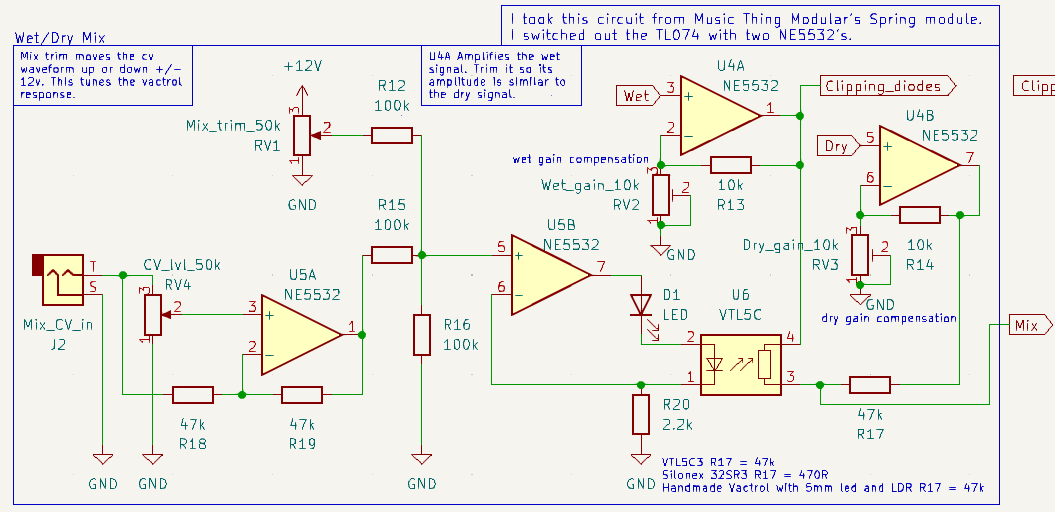 I took this circuit from Music Thing Modular's Spring module.
I switched out the TL074 with two NE5532's.
Wet/Dry Mix
Mix trim moves the cv
waveform up or down +/-
12v. This tunes the vactrol
response.
U4A Amplifies the wet
signal. Trim it so its
amplitude is similar to
the dry signal.
+12V
R12
100k
Mix_trim_50k
RV1
3
2
1
GND
R15
100k
U4A
NE5532
Wet
3
+
2
-
1
Clipping_diodes
Clipp
U4B
NE5532
Dry
5
+
6
-
7
wet gain compensation
Wet_gain_10k
RV2
3
2
1
GND
10k
R13
Dry_gain_10k
RV3
3
2
1
GND
10k
R14
dry gain compensation
Mix
T
S
Mix_CV_in
J2
CV_lvl_50k
RV4
3
2
1
U5A
NE5532
3
+
2
-
1
47k
R18
47k
R19
R16
100k
U5B
NE5532
5
+
6
-
7
D1
LED
U6
VTL5C
2
1
4
3
R20
2.2k
47k
R17
GND
GND
GND
GND
VTL5C3 R17 = 47k
Silonex 32SR3 R17 = 470R
Handmade Vactrol with 5mm led and LDR R17 = 47k